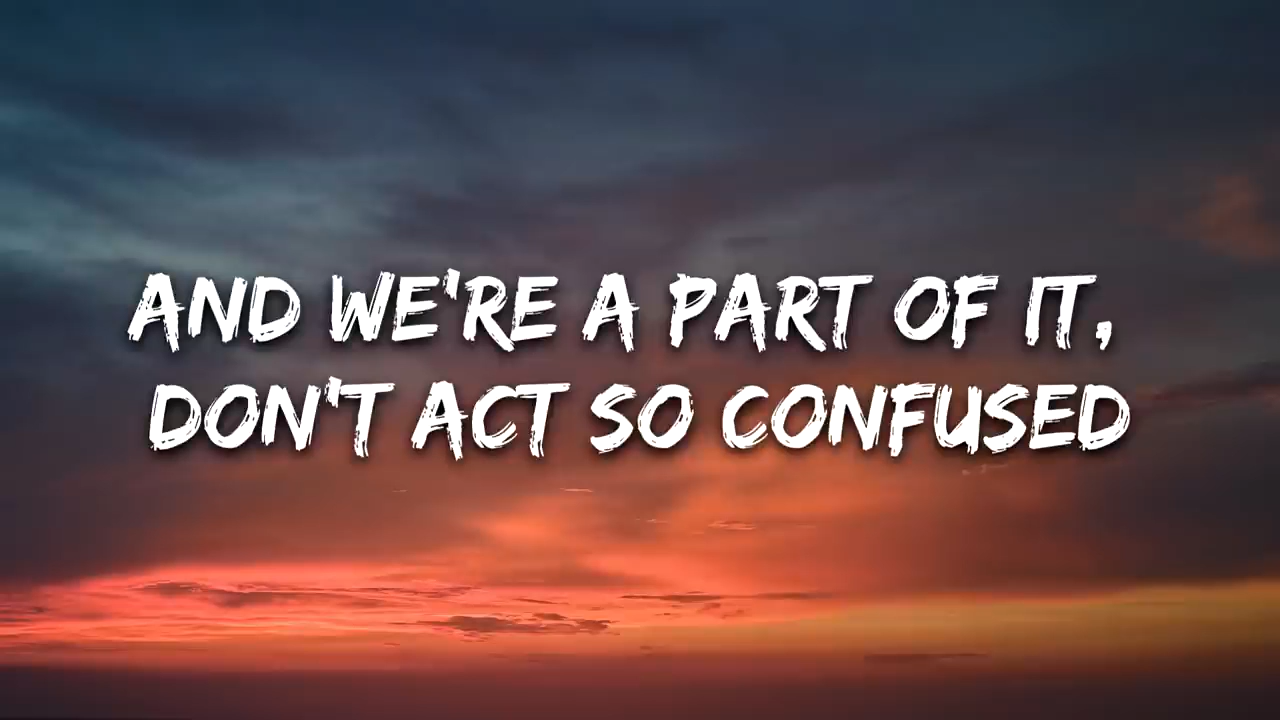 AND WE'RE A PART OF IT,
DON'T ACT SO CONFUSED